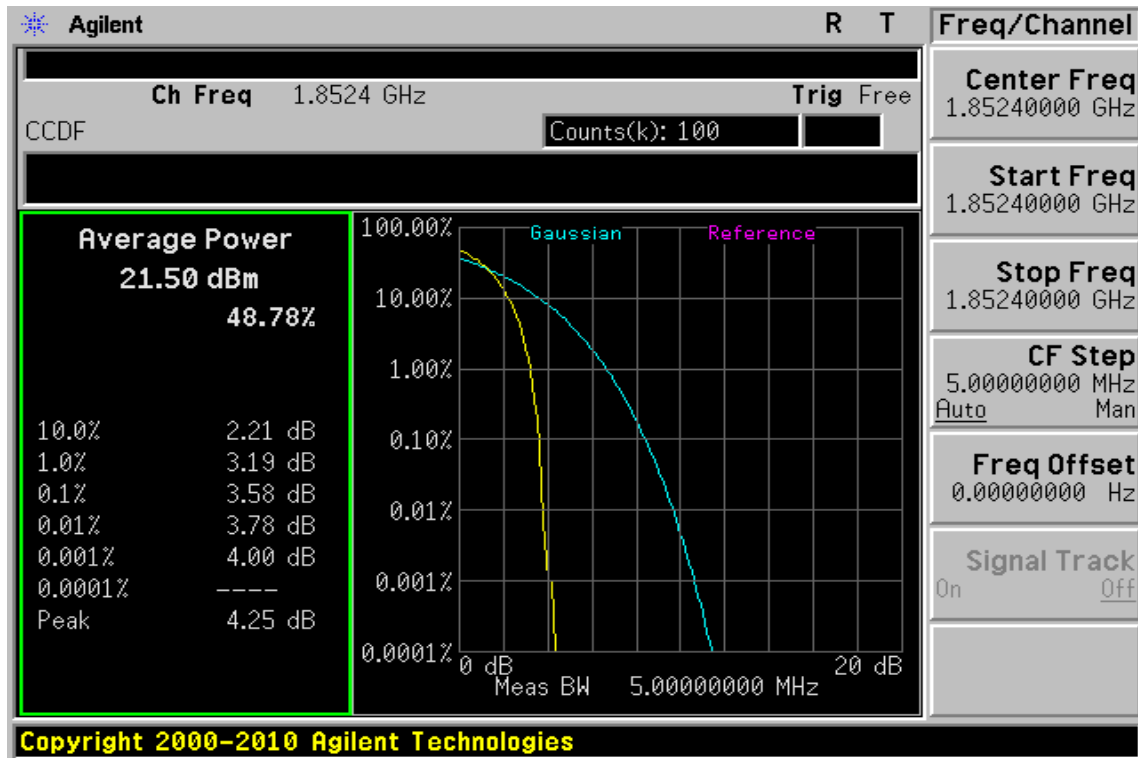 Agilent R T
Ch Freq 1.8524 GHz Trig Free
CCDF Counts(k): 100
Average Power
21.50 dBm
48.78%
10.0% 2.21 dB
1.0% 3.19 dB
0.1% 3.58 dB
0.01% 3.78 dB
0.001% 4.00 dB
0.0001% ----
Peak 4.25 dB
Gaussian Reference
100.00%
10.00%
1.00%
0.10%
0.01%
0.001%
0.0001%
0 dB 20 dB
Meas BW 5.00000000 MHz
Freq/Channel
Center Freq
1.85240000 GHz
Start Freq
1.85240000 GHz
Stop Freq
1.85240000 GHz
CF Step
5.00000000 MHz
Auto Man
Freq Offset
0.00000000 Hz
Signal Track
On Off
Copyright 2000-2010 Agilent Technologies